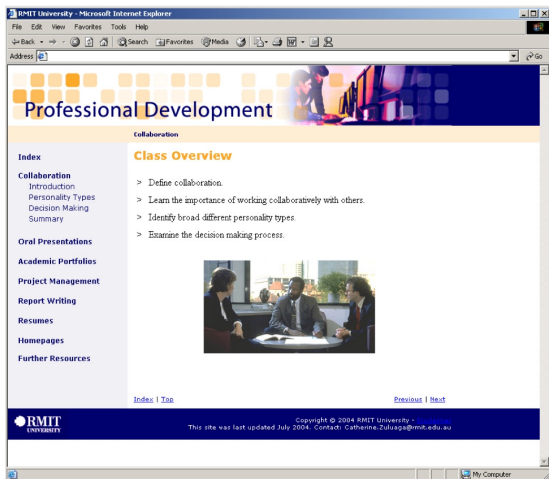 RMIT University - Microsoft Internet Explorer
File Edit View Favorites Tools Help
Back Search Favorites Media
Address Go
Professional Development
Collaboration
Index
Collaboration
Introduction
Personality Types
Decision Making
Summary
Oral Presentations
Academic Portfolios
Project Management
Report Writing
Resumes
Homepages
Further Resources
Class Overview
> Define collaboration.
> Learn the importance of working collaboratively with others.
> Identify broad different personality types.
> Examine the decision making process.
Index | Top Previous | Next
RMIT
UNIVERSITY
Copyright © 2004 RMIT University -
This site was last updated July 2004. Contact: Catherine.Zuluaga@rmit.edu.au
My Computer